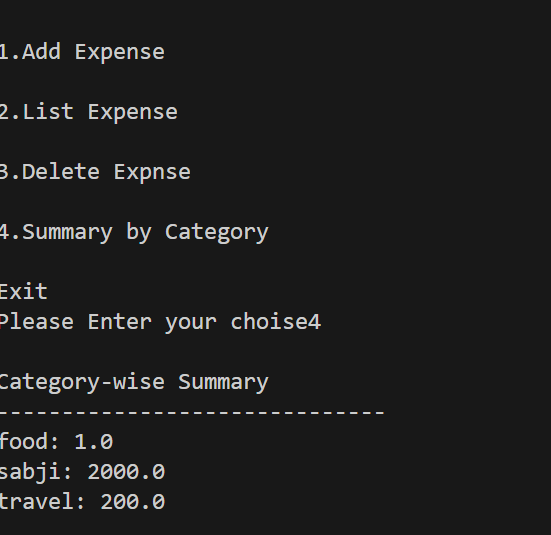 1.Add Expense
2.List Expense
3.Delete Expnse
4.Summary by Category
Exit
Please Enter your choise4
Category-wise Summary
------------------------------
food: 1.0
sabji: 2000.0
travel: 200.0